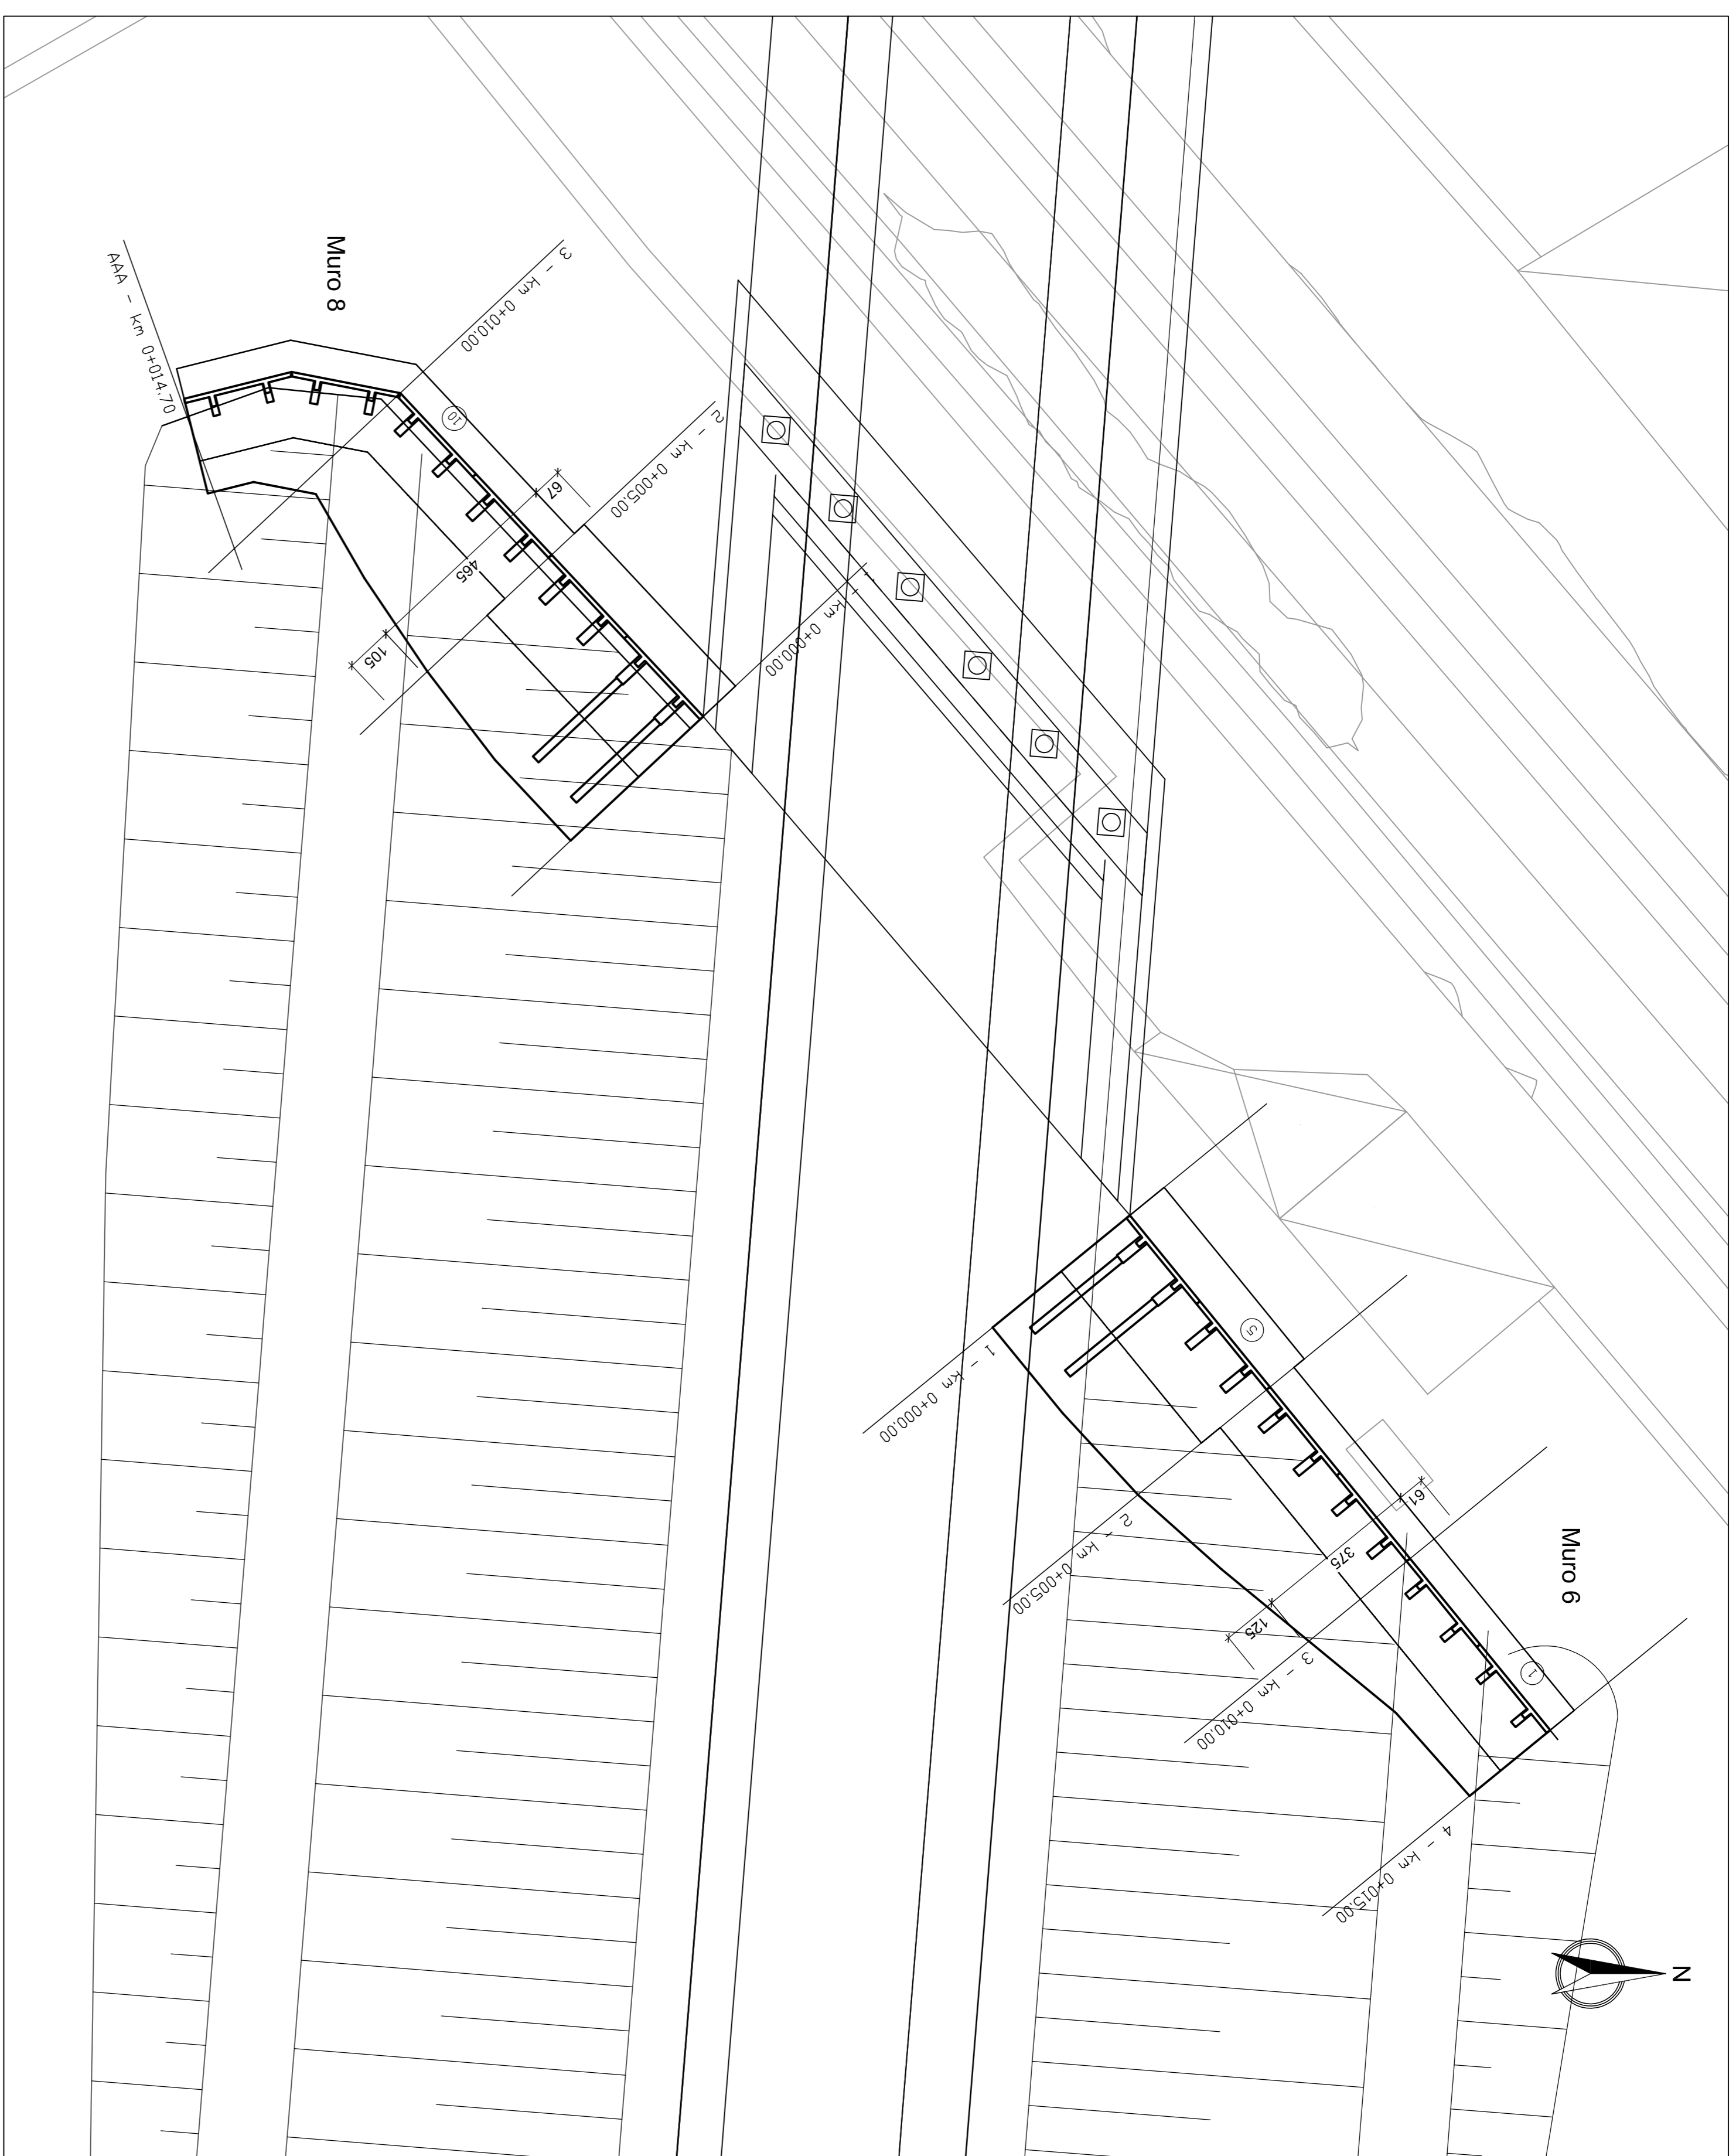 Muro 8
AAA - km 0+014.70
3 - km 0+010.00
2 - km 0+005.00
1 - km 0+000.00
10
67
465
105
Muro 6
1 - km 0+000.00
2 - km 0+005.00
3 - km 0+010.00
4 - km 0+015.00
5
1
61
375
125
N